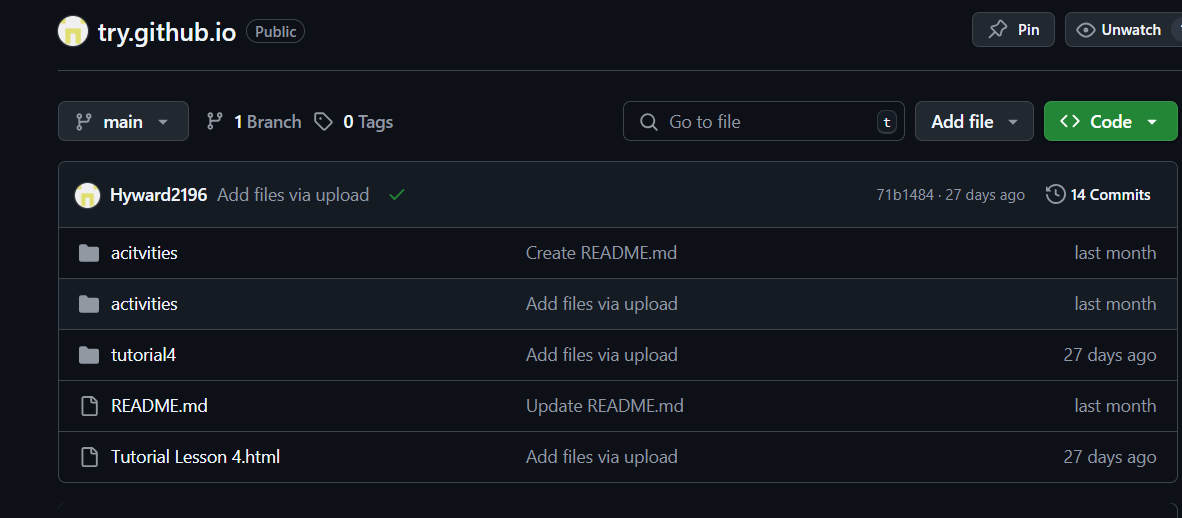 try.github.io Public Pin Unwatch
main 1 Branch 0 Tags Go to file t Add file Code
Hyward2196 Add files via upload 71b1484 · 27 days ago 14 Commits
acitvities Create README.md last month
activities Add files via upload last month
tutorial4 Add files via upload 27 days ago
README.md Update README.md last month
Tutorial Lesson 4.html Add files via upload 27 days ago